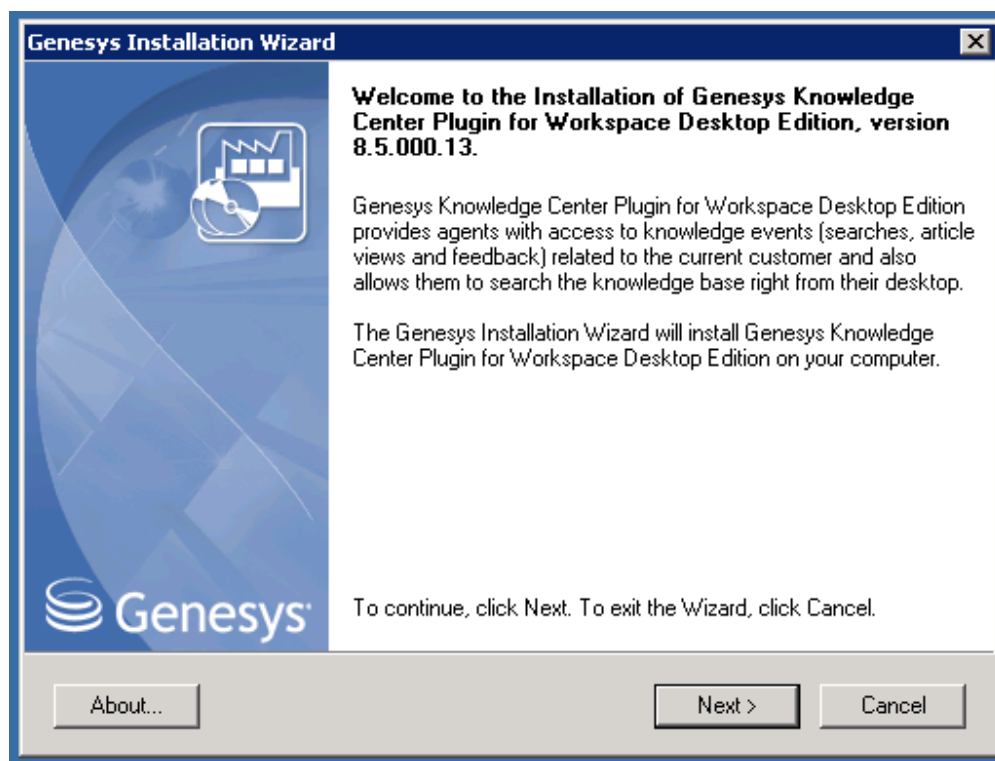 Genesys Installation Wizard
Welcome to the Installation of Genesys Knowledge
Center Plugin for Workspace Desktop Edition, version
8.5.000.13.
Genesys Knowledge Center Plugin for Workspace Desktop Edition
provides agents with access to knowledge events (searches, article
views and feedback) related to the current customer and also
allows them to search the knowledge base right from their desktop.
The Genesys Installation Wizard will install Genesys Knowledge
Center Plugin for Workspace Desktop Edition on your computer.
Genesys
To continue, click Next. To exit the Wizard, click Cancel.
About...
Next >
Cancel